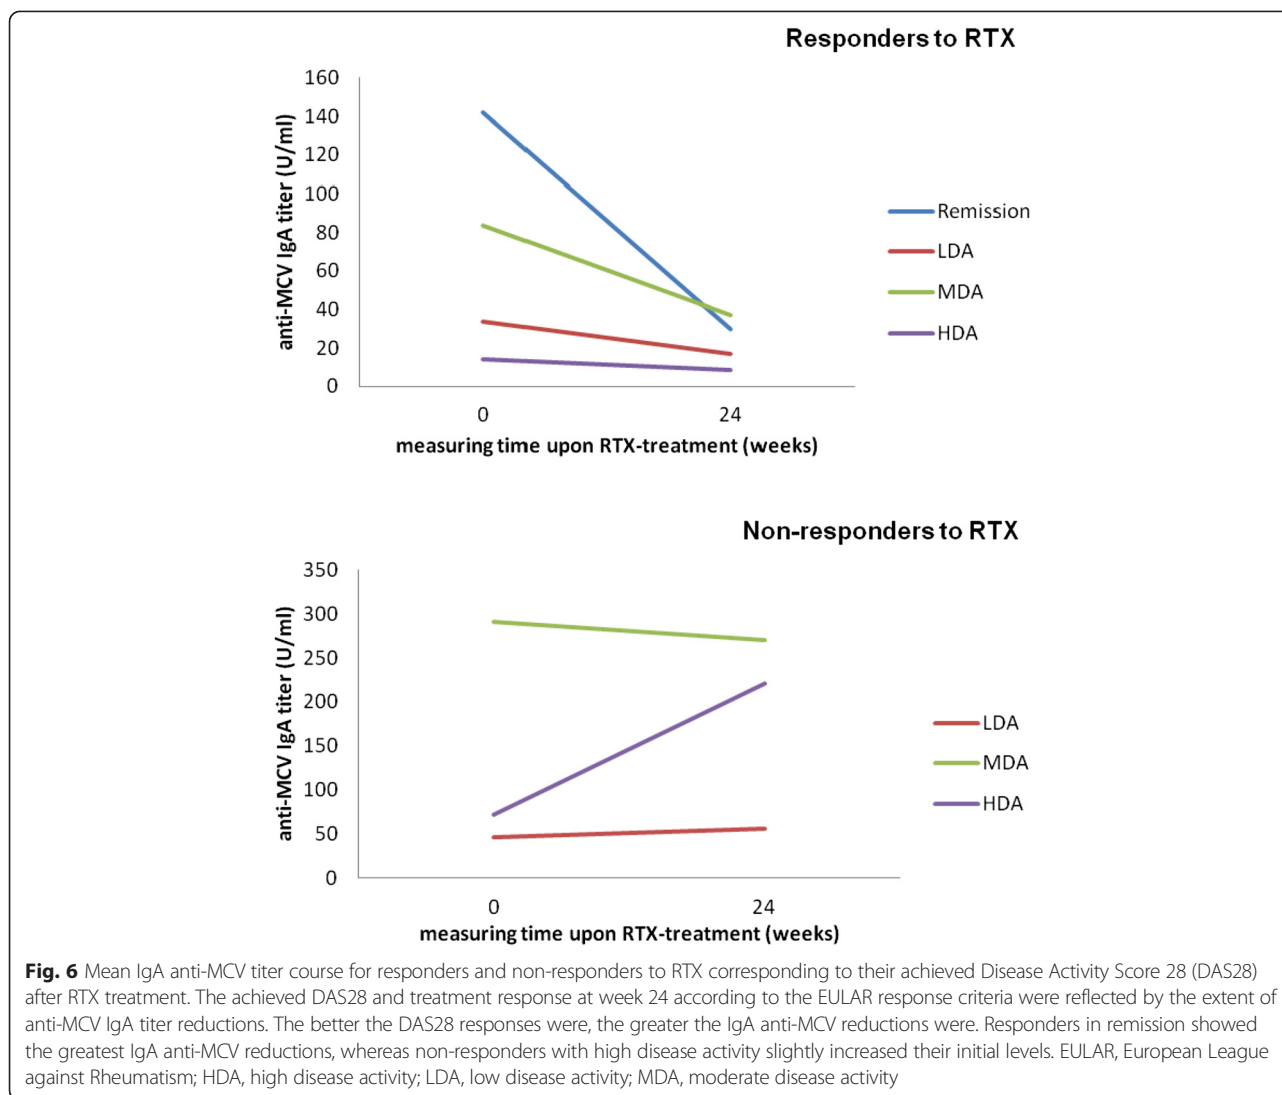 Responders to RTX
160
140
120
100
80
60
40
20
0
anti-MCV IgA titer (U/ml)
0
24
measuring time upon RTX-treatment (weeks)
Remission
LDA
MDA
HDA
Non-responders to RTX
350
300
250
200
150
100
50
0
anti-MCV IgA titer (U/ml)
0
24
measuring time upon RTX-treatment (weeks)
LDA
MDA
HDA
Fig. 6 Mean IgA anti-MCV titer course for responders and non-responders to RTX corresponding to their achieved Disease Activity Score 28 (DAS28)
after RTX treatment. The achieved DAS28 and treatment response at week 24 according to the EULAR response criteria were reflected by the extent of
anti-MCV IgA titer reductions. The better the DAS28 responses were, the greater the IgA anti-MCV reductions were. Responders in remission showed
the greatest IgA anti-MCV reductions, whereas non-responders with high disease activity slightly increased their initial levels. EULAR, European League
against Rheumatism; HDA, high disease activity; LDA, low disease activity; MDA, moderate disease activity